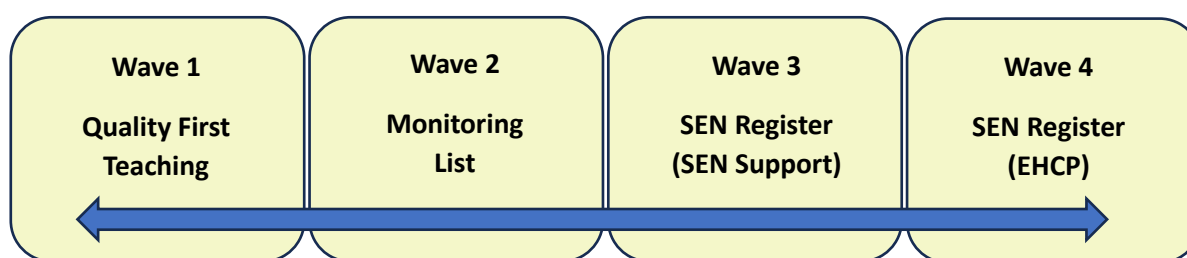 Wave 1
Quality First
Teaching
Wave 2
Monitoring
List
Wave 3
SEN Register
(SEN Support)
Wave 4
SEN Register
(EHCP)